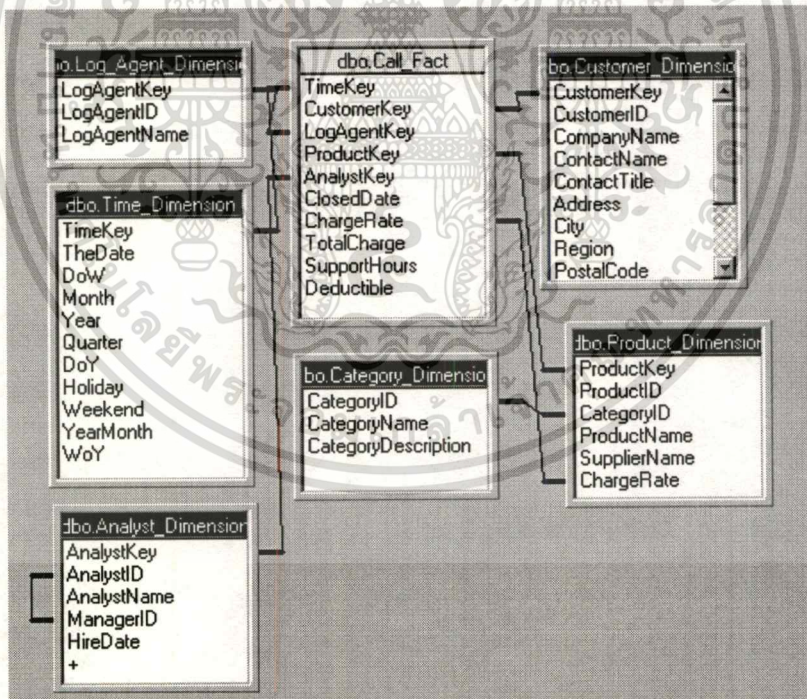 bo.Log_Agent_Dimensi
LogAgentKey
LogAgentID
LogAgentName
dbo.Call_Fact
TimeKey
CustomerKey
LogAgentKey
ProductKey
AnalystKey
ClosedDate
ChargeRate
TotalCharge
SupportHours
Deductible
bo.Customer_Dimensio
CustomerKey
CustomerID
CompanyName
ContactName
ContactTitle
Address
City
Region
PostalCode
dbo.Time_Dimension
TimeKey
TheDate
DoW
Month
Year
Quarter
DoY
Holiday
Weekend
YearMonth
WoY
bo.Category_Dimensio
CategoryID
CategoryName
CategoryDescription
dbo.Product_Dimension
ProductKey
ProductID
CategoryID
ProductName
SupplierName
ChargeRate
dbo.Analyst_Dimension
AnalystKey
AnalystID
AnalystName
ManagerID
HireDate
+